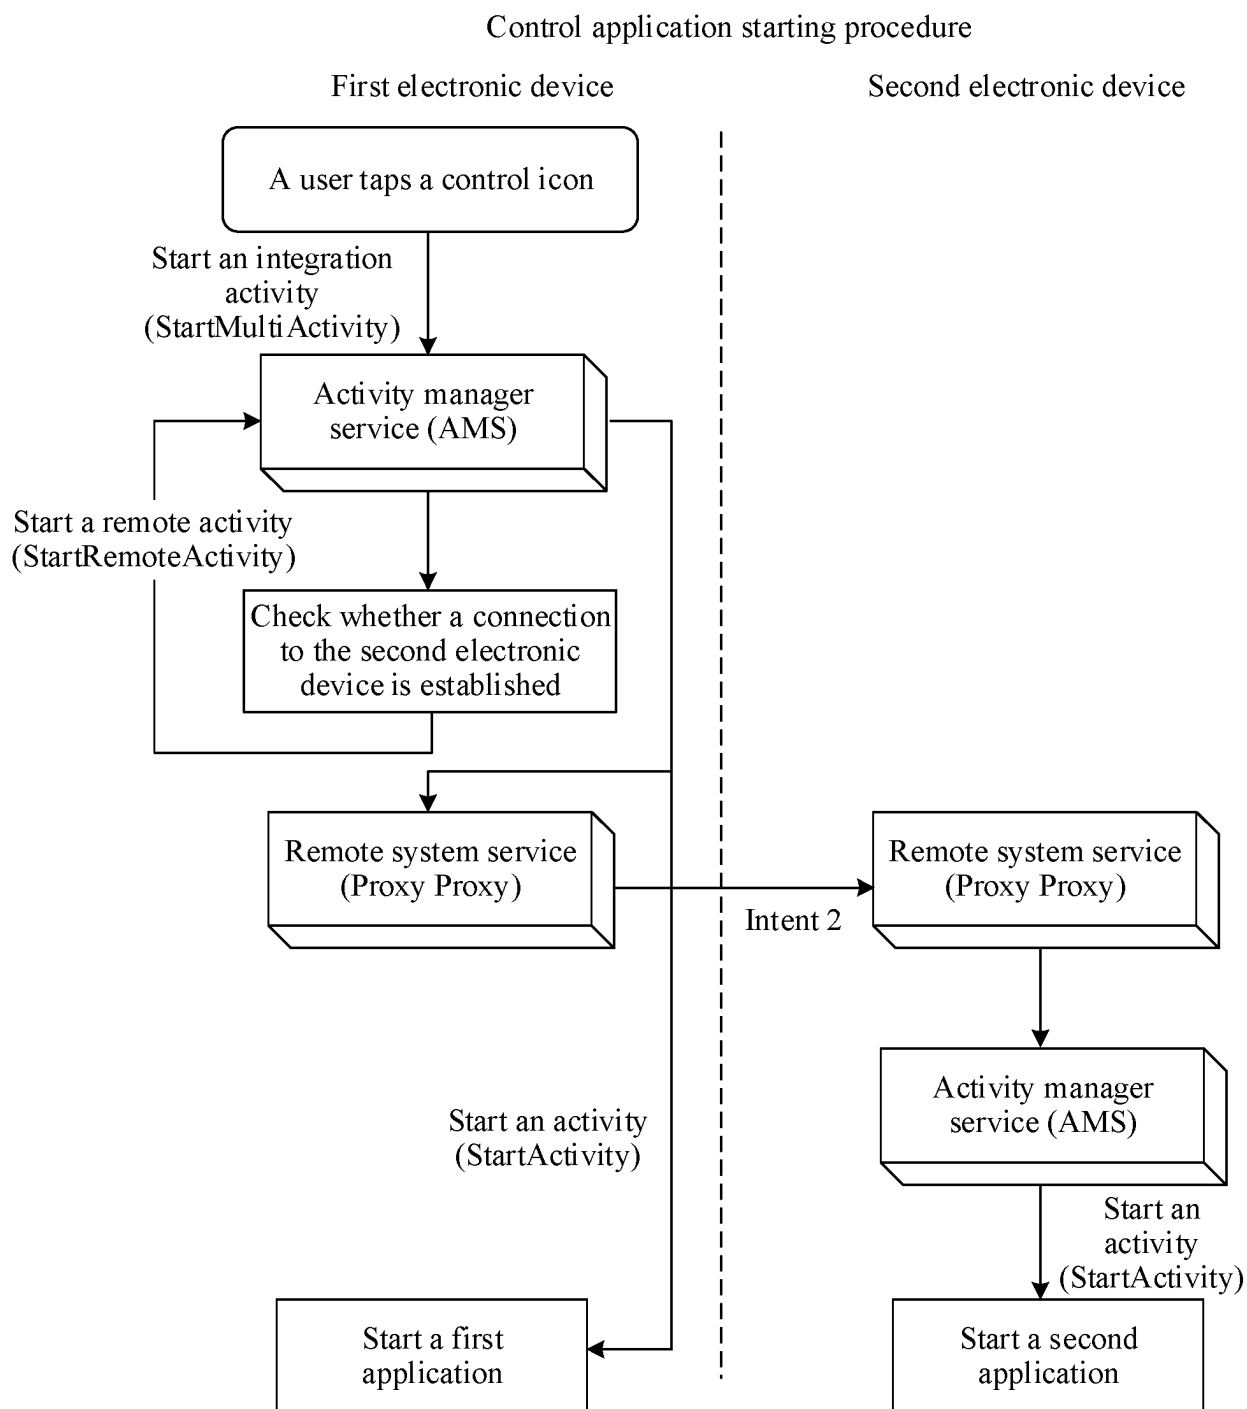 Control application starting procedure
First electronic device
Second electronic device
A user taps a control icon
Start an integration
activity
(StartMultiActivity)
Activity manager
service (AMS)
Start a remote activity
(StartRemoteActivity)
Check whether a connection
to the second electronic
device is established
Remote system service
(Proxy Proxy)
Intent 2
Remote system service
(Proxy Proxy)
Activity manager
service (AMS)
Start an activity
(StartActivity)
Start an
activity
(StartActivity)
Start a first
application
Start a second
application